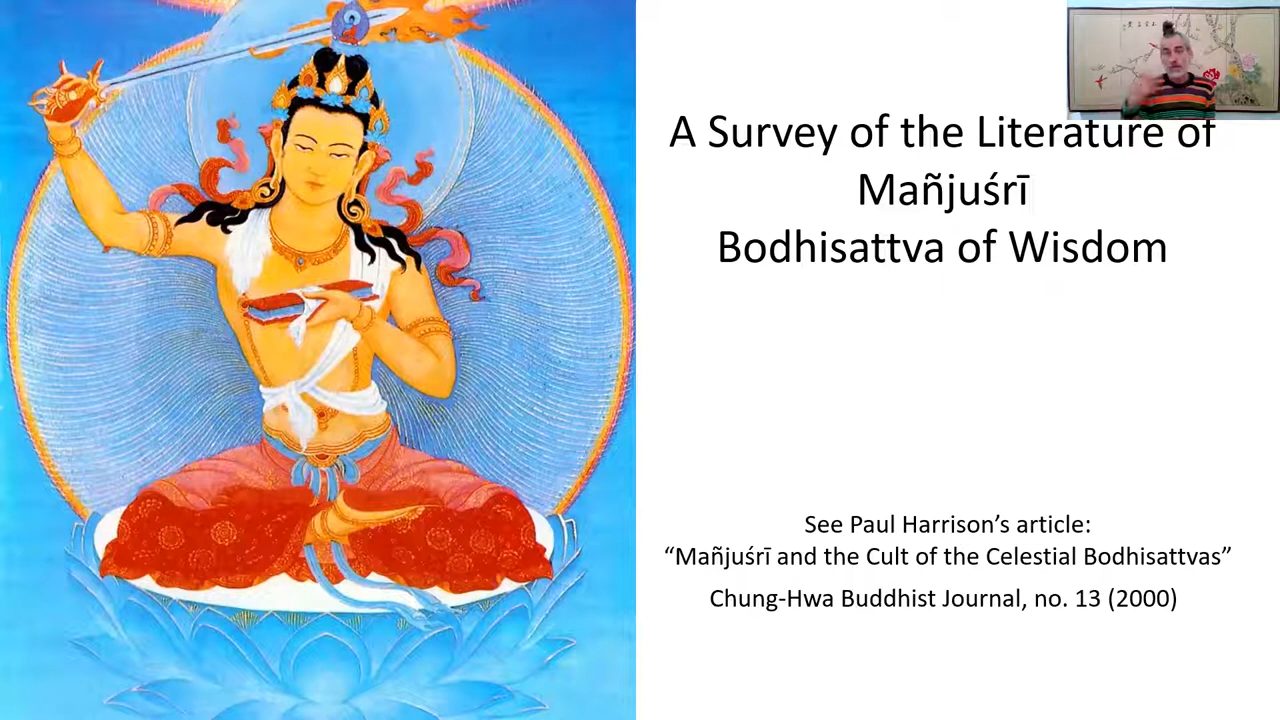 A Survey of the Literature of
Mañjuśrī
Bodhisattva of Wisdom
See Paul Harrison’s article:
“Mañjuśrī and the Cult of the Celestial Bodhisattvas”
Chung-Hwa Buddhist Journal, no. 13 (2000)